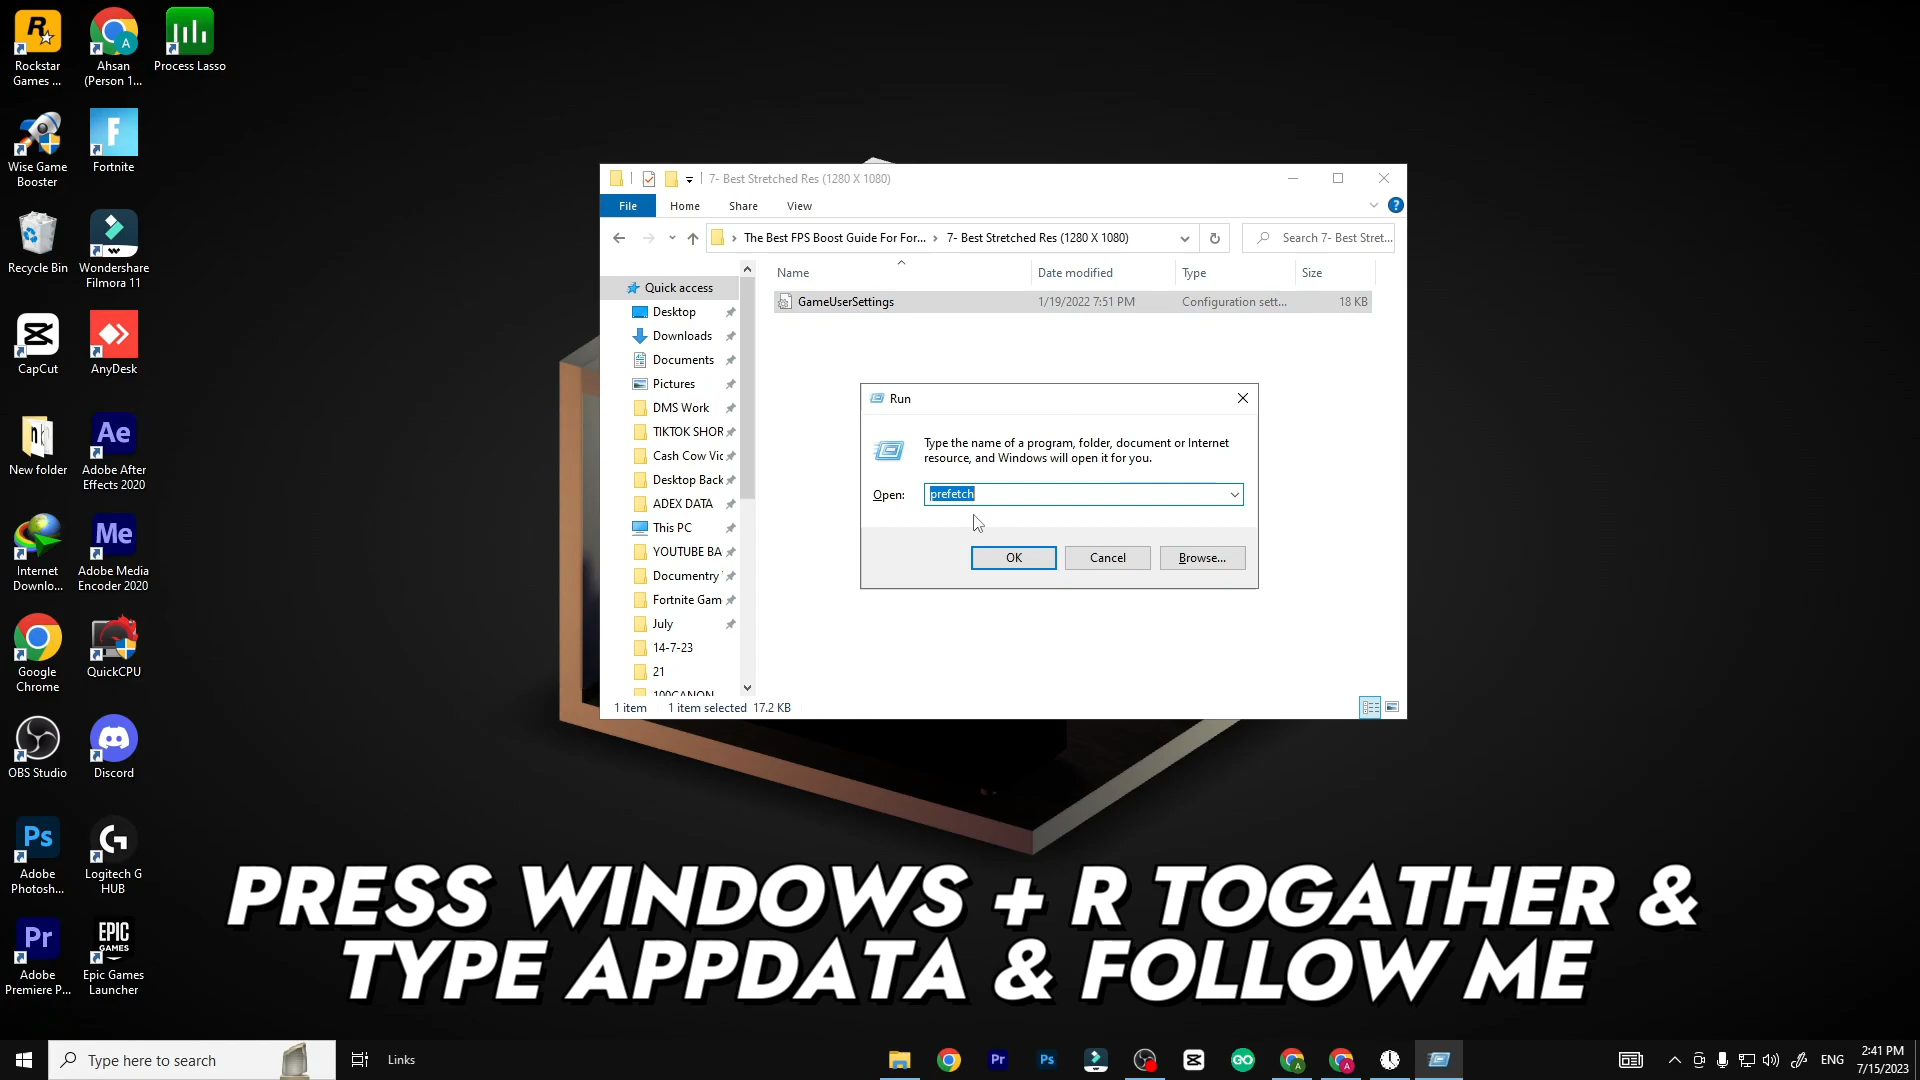 Rockstar
Games ...
Ahsan
(Person 1...
Process Lasso
Wise Game
Booster
Fortnite
Recycle Bin
Wondershare
Filmora 11
CapCut
AnyDesk
New folder
Adobe After
Effects 2020
Internet
Downlo...
Adobe Media
Encoder 2020
Google
Chrome
QuickCPU
OBS Studio
Discord
Adobe
Photosh...
Logitech G
HUB
Adobe
Premiere P...
Epic Games
Launcher
7- Best Stretched Res (1280 X 1080)
File
Home
Share
View
The Best FPS Boost Guide For For...
7- Best Stretched Res (1280 X 1080)
Search 7- Best Stret...
Name
Date modified
Type
Size
GameUserSettings
1/19/2022 7:51 PM
Configuration sett...
18 KB
Quick access
Desktop
Downloads
Documents
Pictures
DMS Work
TIKTOK SHOR
Cash Cow Vic
Desktop Back
ADEX DATA
This PC
YOUTUBE BA
Documentry
Fortnite Gam
July
14-7-23
21
100CANON
1 item
1 item selected
17.2 KB
Run
Type the name of a program, folder, document or Internet
resource, and Windows will open it for you.
Open:
prefetch
OK
Cancel
Browse...
PRESS WINDOWS + R TOGATHER &
TYPE APPDATA & FOLLOW ME
Type here to search
Links
ENG
2:41 PM
7/15/2023